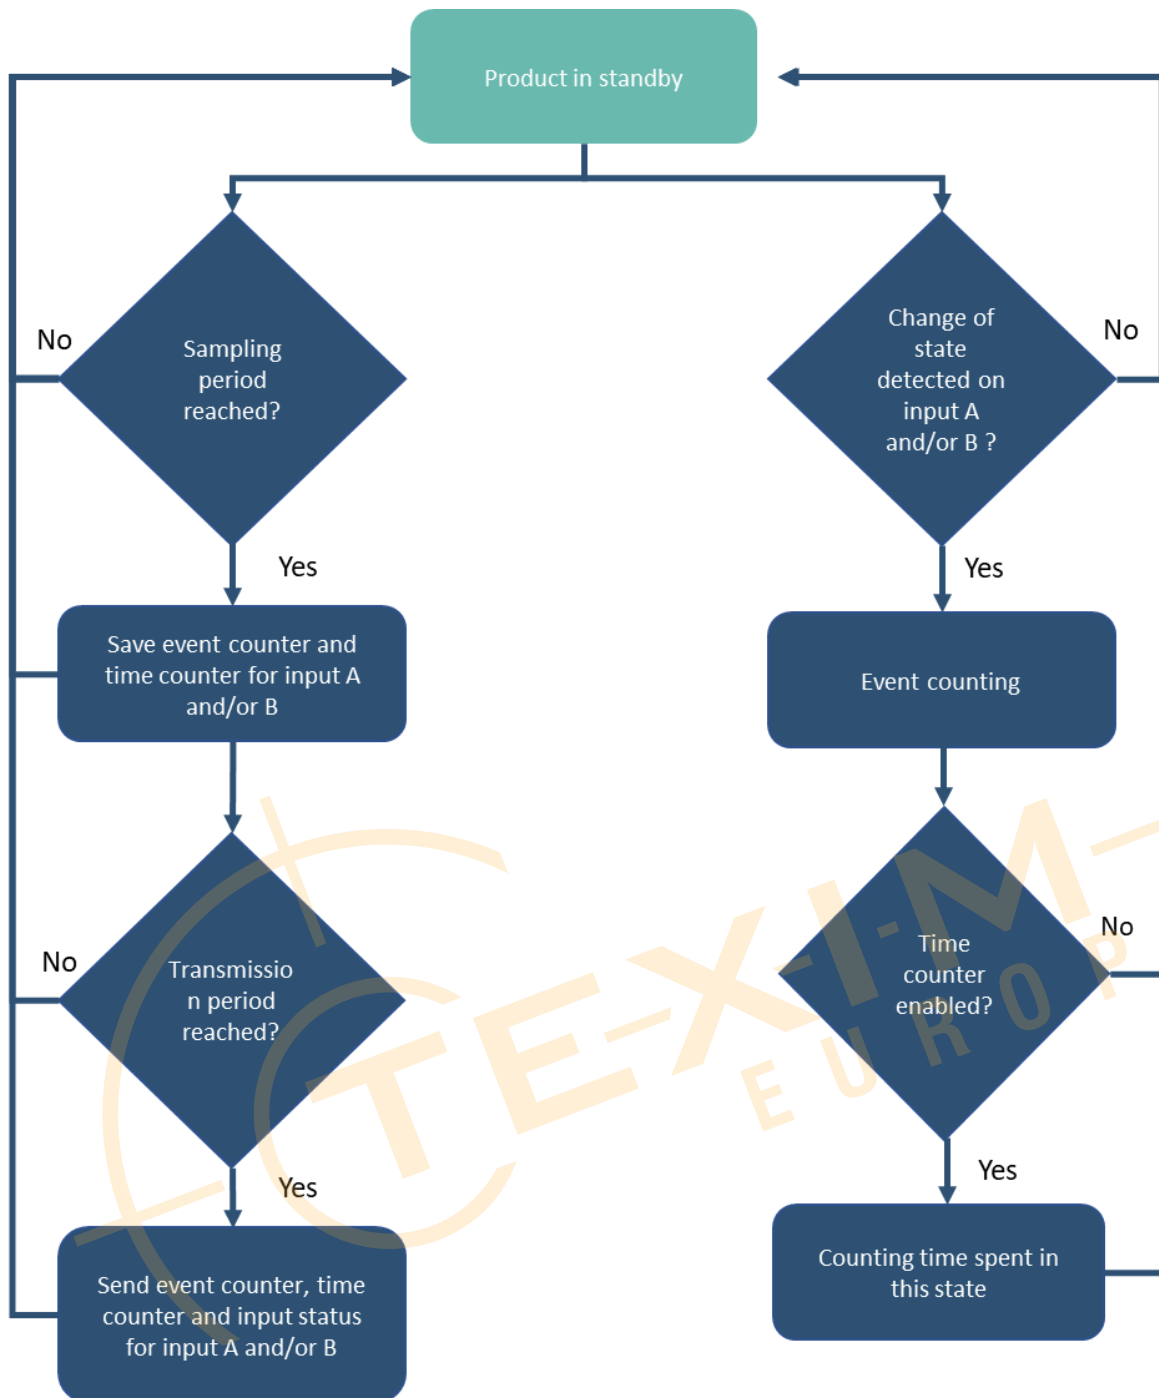 Product in standby
No
Sampling
period
reached?
Change of
state
detected on
input A
and/or B ?
No
Yes
Yes
Save event counter and
time counter for input A
and/or B
Event counting
No
Transmissio
n period
reached?
Time
counter
enabled?
No
Yes
Yes
Send event counter, time
counter and input status
for input A and/or B
Counting time spent in
this state
TEXIM
EUROP